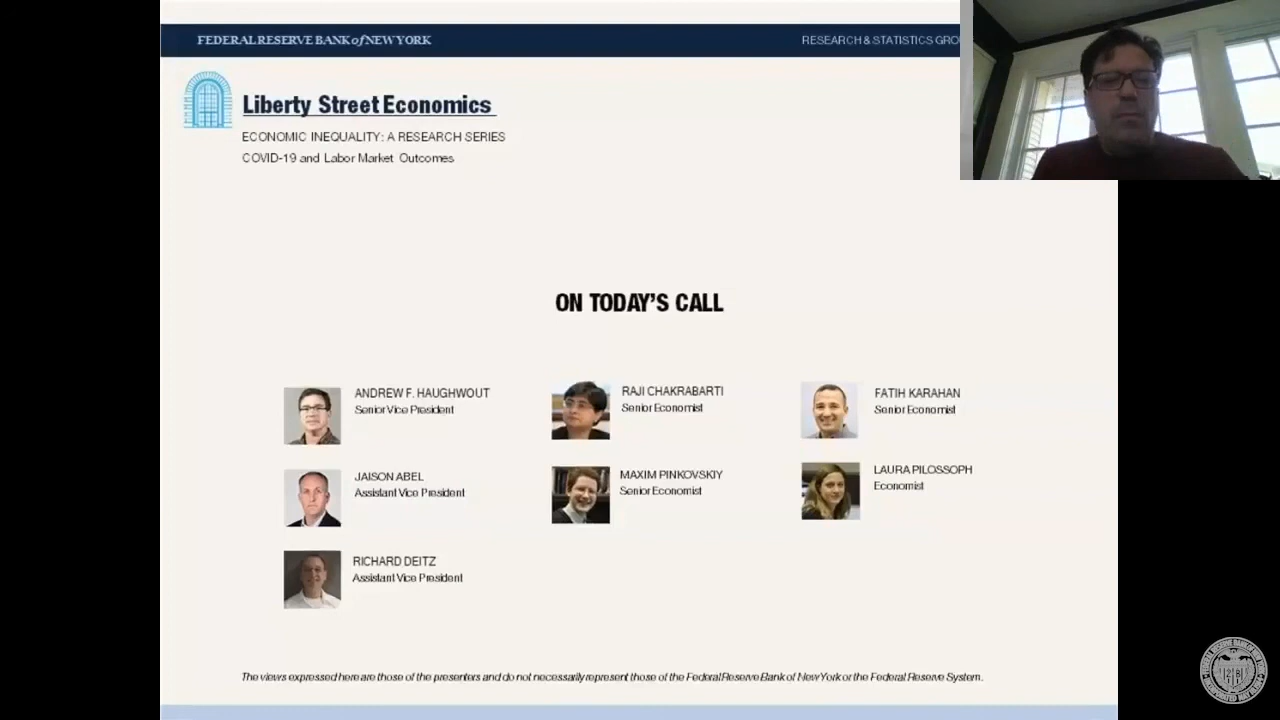 FEDERAL RESERVE BANK of NEW YORK
RESEARCH & STATISTICS
Liberty Street Economics
ECONOMIC INEQUALITY: A RESEARCH SERIES
COVID-19 and Labor Market Outcomes
ON TODAY'S CALL
ANDREW F. HAUGHWOUT
Senior Vice President
RAJI CHAKRABARTI
Senior Economist
FATIH KARAHAN
Senior Economist
JAISON ABEL
Assistant Vice President
MAXIM PINKOVSKIY
Senior Economist
LAURA PILOSSOPH
Economist
RICHARD DEITZ
Assistant Vice President
The views expressed here are those of the presenters and do not necessarily represent those of the Federal Reserve Bank of New York or the Federal Reserve System.